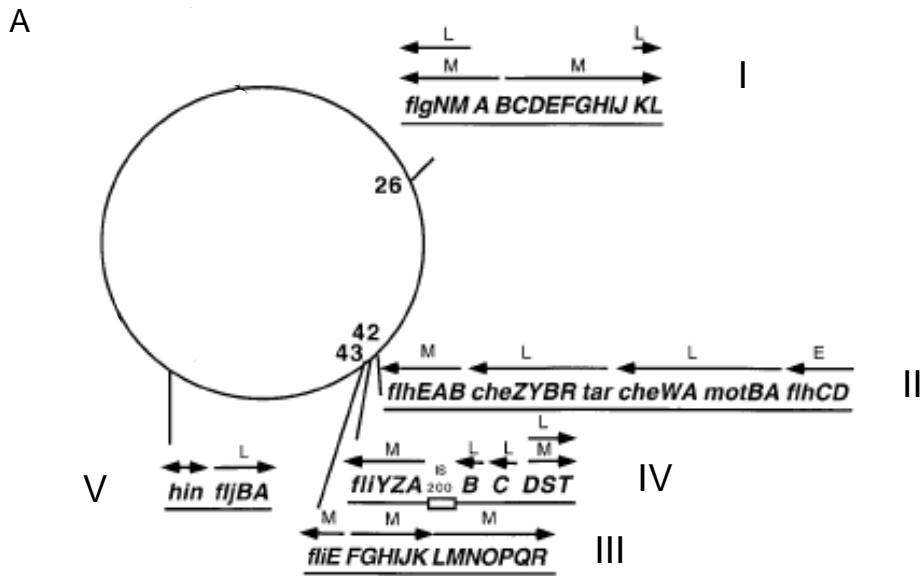 A
L L
M M
I
flgNM A BCDEFGHIJ KL
26
42
43
M L L E
flhEAB cheZYBR tar cheWA motBA flhCD
II
L
L
V
hin fljBA
M IS 200 L L M
fliYZA B C DST
IV
M M M
fliE FGHIJK LMNOPQR
III